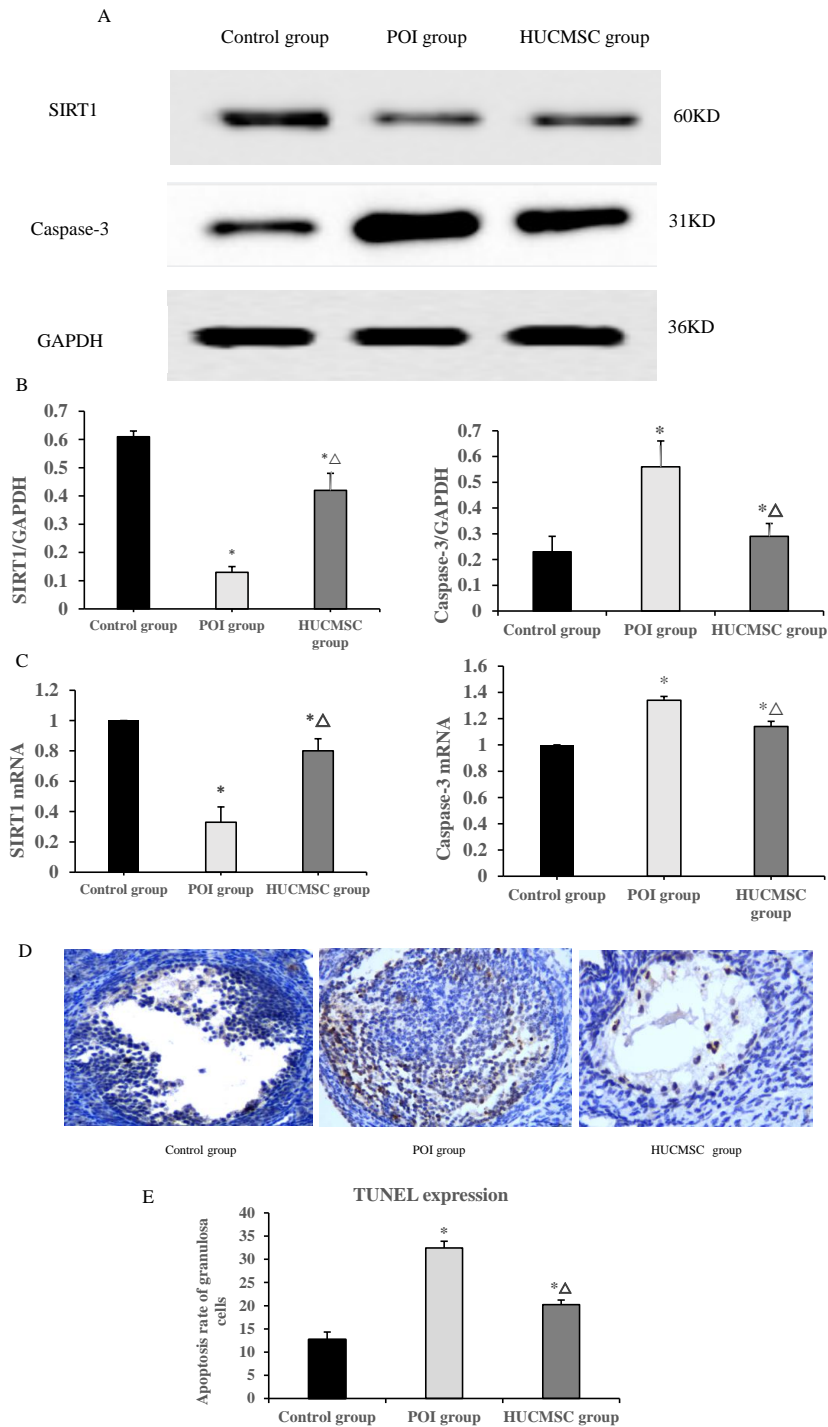 A
Control group POI group HUCMSC group
SIRT1
60KD
Caspase-3
31KD
GAPDH
36KD
B
SIRT1/GAPDH
0.7
0.6
0.5
0.4
0.3
0.2
0.1
0
*
*△
Control group POI group HUCMSC
group
Caspase-3/GAPDH
0.7
0.6
0.5
0.4
0.3
0.2
0.1
0
*
*△
Control group POI group HUCMSC group
C
SIRT1 mRNA
1.2
1
0.8
0.6
0.4
0.2
0
*
*△
Control group POI group HUCMSC group
Caspase-3 mRNA
1.6
1.4
1.2
1
0.8
0.6
0.4
0.2
0
*
*△
Control group POI group HUCMSC
group
D
Control group POI group HUCMSC group
E
TUNEL expression
Apoptosis rate of granulosa
cells
40
35
30
25
20
15
10
5
0
*
*△
Control group POI group HUCMSC group